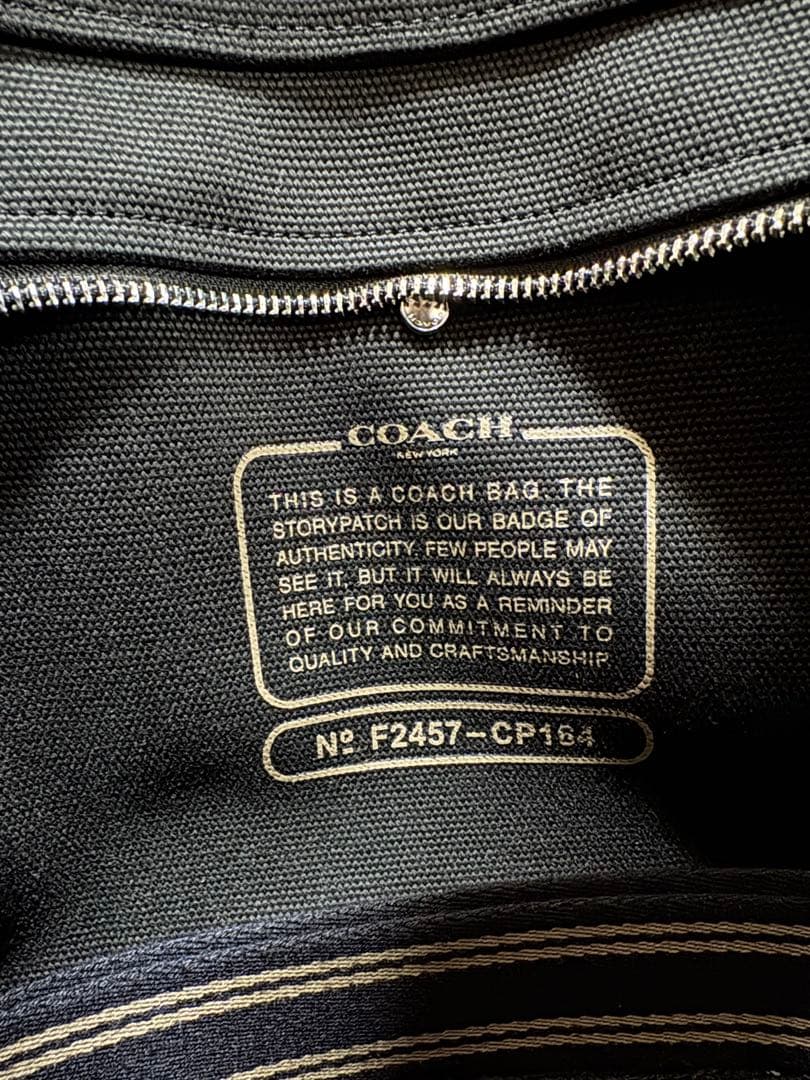 COACH
NEW YORK
THIS IS A COACH BAG. THE
STORYPATCH IS OUR BADGE OF
AUTHENTICITY. FEW PEOPLE MAY
SEE IT, BUT IT WILL ALWAYS BE
HERE FOR YOU AS A REMINDER
OF OUR COMMITMENT TO
QUALITY AND CRAFTSMANSHIP.
Nº F2457-CP164